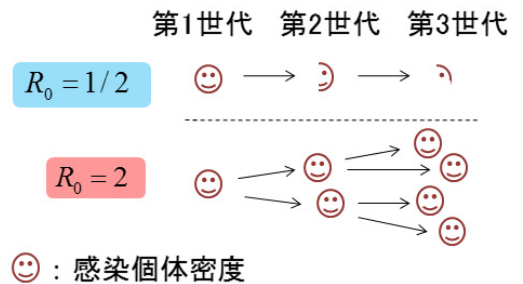 第1世代 第2世代 第3世代
R₀ = 1/2
R₀ = 2
：感染個体密度